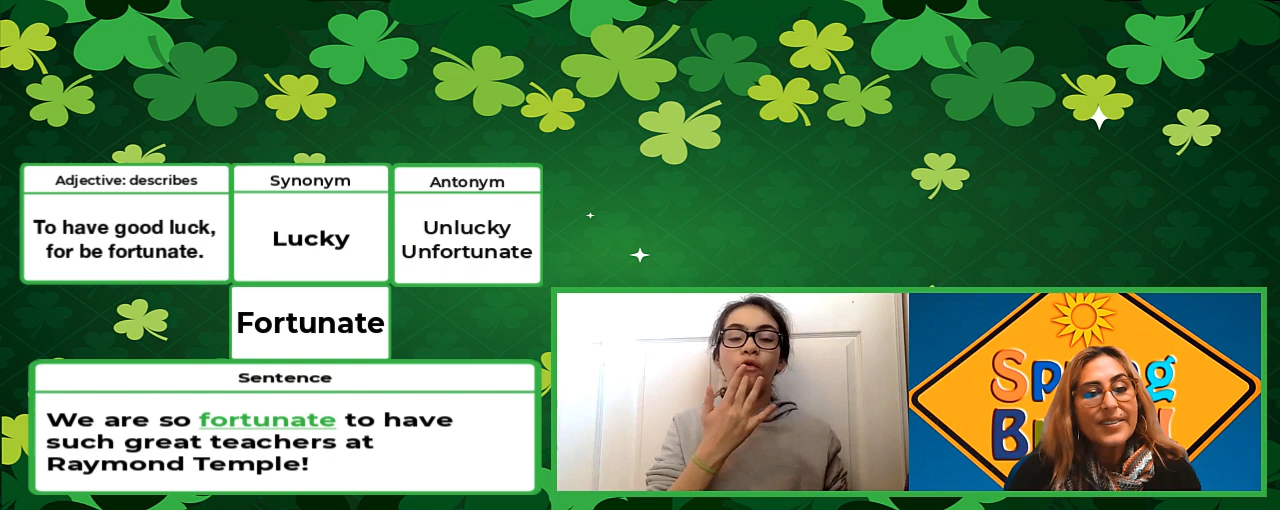 Adjective: describes
To have good luck,
for be fortunate.
Synonym
Lucky
Antonym
Unlucky
Unfortunate
Fortunate
Sentence
We are so fortunate to have
such great teachers at
Raymond Temple!